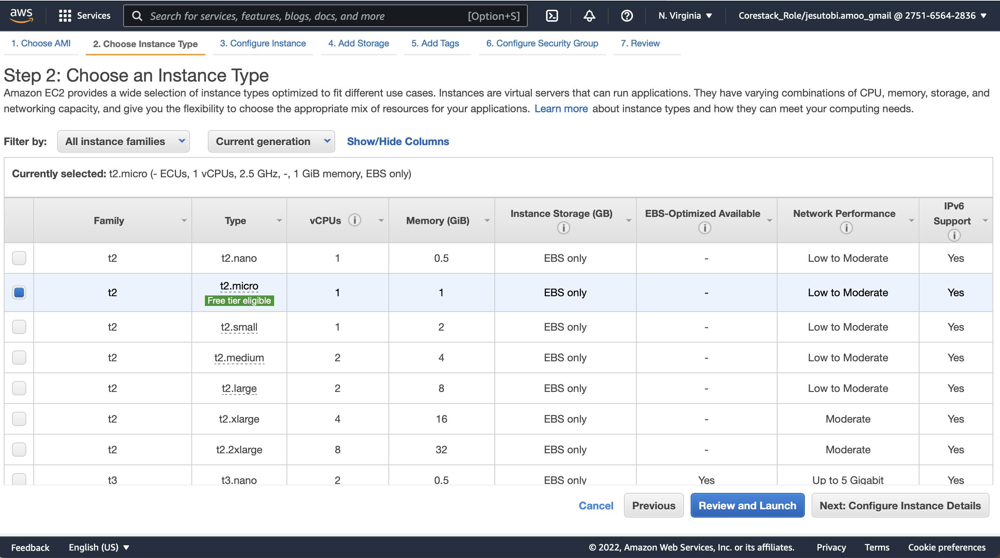 aws Services Search for services, features, blogs, docs, and more [Option+S] N. Virginia Corestack_Role/jesutobi.amoo_gmail @ 2751-6564-2836
1. Choose AMI 2. Choose Instance Type 3. Configure Instance 4. Add Storage 5. Add Tags 6. Configure Security Group 7. Review
Step 2: Choose an Instance Type
Amazon EC2 provides a wide selection of instance types optimized to fit different use cases. Instances are virtual servers that can run applications. They have varying combinations of CPU, memory, storage, and
networking capacity, and give you the flexibility to choose the appropriate mix of resources for your applications. Learn more about instance types and how they can meet your computing needs.
Filter by: All instance families Current generation Show/Hide Columns
Currently selected: t2.micro (- ECUs, 1 vCPUs, 2.5 GHz, -, 1 GiB memory, EBS only)
Family Type vCPUs Memory (GiB) Instance Storage (GB) EBS-Optimized Available Network Performance IPv6 Support
t2 t2.nano 1 0.5 EBS only - Low to Moderate Yes
t2 t2.micro 1 1 EBS only - Low to Moderate Yes
Free tier eligible
t2 t2.small 1 2 EBS only - Low to Moderate Yes
t2 t2.medium 2 4 EBS only - Low to Moderate Yes
t2 t2.large 2 8 EBS only - Low to Moderate Yes
t2 t2.xlarge 4 16 EBS only - Moderate Yes
t2 t2.2xlarge 8 32 EBS only - Moderate Yes
t3 t3.nano 2 0.5 EBS only Yes Up to 5 Gigabit Yes
Cancel Previous Review and Launch Next: Configure Instance Details
Feedback English (US) © 2022, Amazon Web Services, Inc. or its affiliates. Privacy Terms Cookie preferences